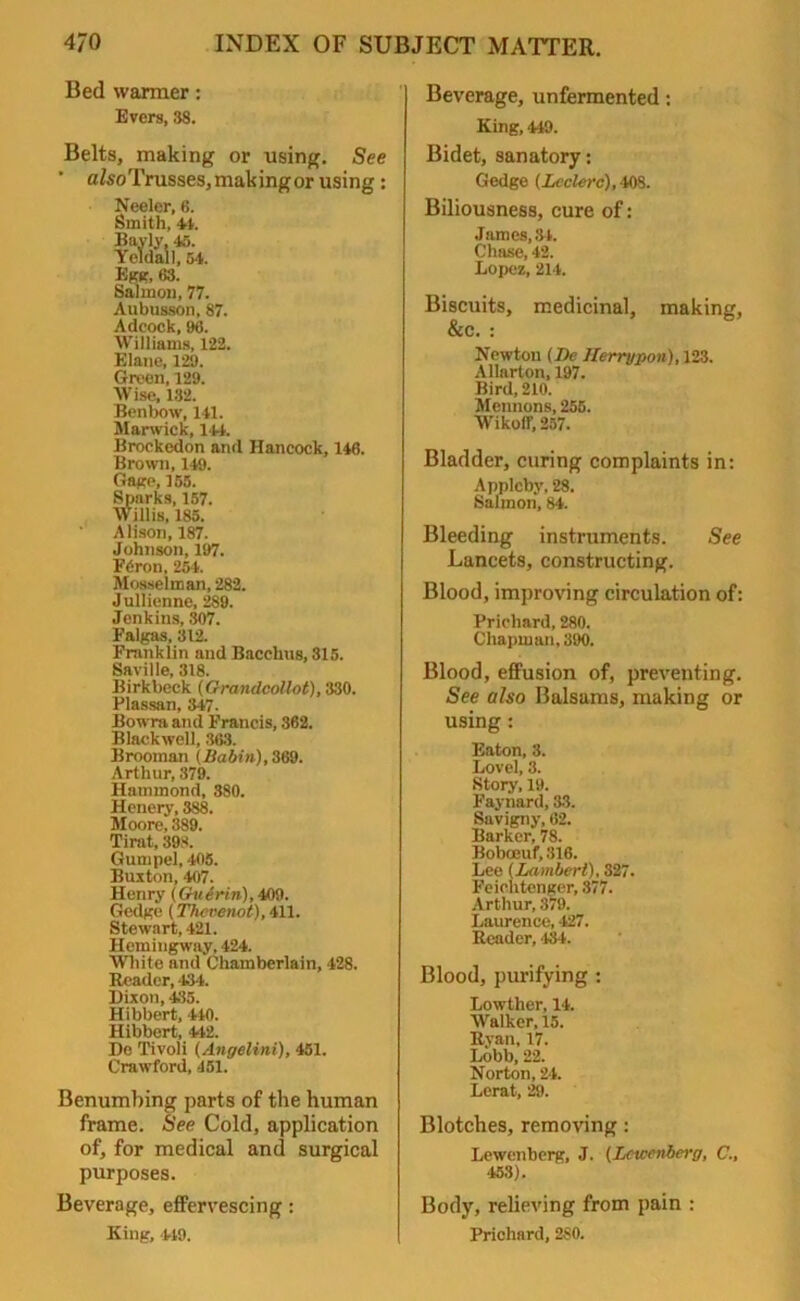 470 INDEX OF SUBJECT MATTER.
Bed warmer :
Evers, 38.
Belts, making or using. See
also Trusses, making or using :
Neeler, 6.
Smith, 44.
Bayly, 45.
Yeldall, 54.
Egg, 63.
Salmon, 77.
Aubusson, 87.
Adcock, 96.
Williams, 122.
Elane, 129.
Green, 129.
Wise, 132.
Benbow, 141.
Marwick, 144.
Brockedon and Hancock, 146.
Brown, 149.
Gage, 155.
Sparks, 157.
Willis, 185.
Alison, 187.
Johnson, 197.
Féron, 254.
Mosselman, 282.
Jullienne, 289.
Jenkins, 307.
Falgas, 312.
Franklin and Bacchus, 315.
Saville, 318.
Birkbeck (Grandcollot), 330.
Plassan, 347.
Bowra and Francis, 362.
Blackwell, 363.
Brooman (Babin), 369.
Arthur, 379.
Hammond, 380.
Henery, 388.
Moore, 389.
Tirat, 398.
Gumpel, 405.
Buxton, 407.
Henry (Guérin), 409.
Gedge (Thevenot), 411.
Stewart, 421.
Hemingway, 424.
White and Chamberlain, 428.
Reader, 434.
Dixon, 435.
Hibbert, 440.
Hibbert, 442.
De Tivoli (Angelini), 451.
Crawford, 451.
Benumbing parts of the human
frame. See Cold, application
of, for medical and surgical
purposes.
Beverage, effervescing :
King, 449.
Beverage, unfermented :
King, 449.
Bidet, sanatory :
Gedge (Leclerc), 408.
Biliousness, cure of :
James, 34.
Chase, 42.
Lopez, 214.
Biscuits, medicinal, making,
&c. :
Newton (De Herrypon), 123.
Allarton, 197.
Bird, 210.
Mennons, 255.
Wikoff, 257.
Bladder, curing complaints in:
Appleby, 28.
Salmon, 84.
Bleeding instruments. See
Lancets, constructing.
Blood, improving circulation of:
Prichard, 280.
Chapman, 390.
Blood, effusion of, preventing.
See also Balsams, making or
using :
Eaton, 3.
Lovel, 3.
Story, 19.
Faynard, 33.
Savigny, 62.
Barker, 78.
Bobœuf, 316.
Lee (Lambert), 327.
Feichtenger, 377.
Arthur, 379.
Laurence, 427.
Reader, 434.
Blood, purifying :
Lowther, 14.
Walker, 15.
Ryan, 17.
Lobb, 22.
Norton, 24.
Lerat, 29.
Blotches, removing :
Lewenberg, J. (Lewenberg, C.,
453).
Body, relieving from pain :
Prichard, 280.